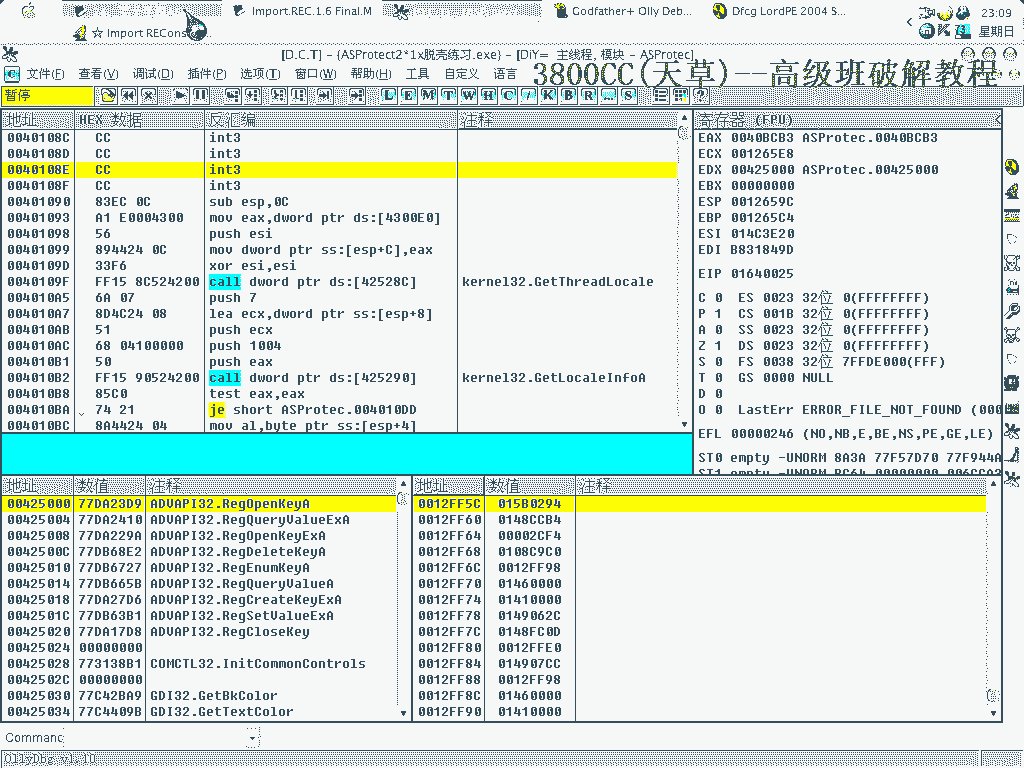 Import.REC.1.6 Final.M
Godfather+ Olly Deb...
Dfcg LordPE 2004 S...
23:09
☆ Import REConst
星期日
[D.C.T] - {ASProtect2*1x脱壳练习.exe} - [DiY= 主线程, 模块 - ASProtec]
文件(F) 查看(V) 调试(D) 插件(P) 选项(T) 窗口(W) 帮助(H) 工具 自定义 语言
3800CC(天草)--高级班破解教程
暂停 L E M T W H C / K B R ... S
地址 HEX 数据 反汇编 注释
0040108C CC int3
0040108D CC int3
0040108E CC int3
0040108F CC int3
00401090 83EC 0C sub esp,0C
00401093 A1 E0004300 mov eax,dword ptr ds:[4300E0]
00401098 56 push esi
00401099 894424 0C mov dword ptr ss:[esp+C],eax
0040109D 33F6 xor esi,esi
0040109F FF15 8C524200 call dword ptr ds:[42528C] kernel32.GetThreadLocale
004010A5 6A 07 push 7
004010A7 8D4C24 08 lea ecx,dword ptr ss:[esp+8]
004010AB 51 push ecx
004010AC 68 04100000 push 1004
004010B1 50 push eax
004010B2 FF15 90524200 call dword ptr ds:[425290] kernel32.GetLocaleInfoA
004010B8 85C0 test eax,eax
004010BA 74 21 je short ASProtec.004010DD
004010BC 8A4424 04 mov al,byte ptr ss:[esp+4]
寄存器 (FPU)
EAX 0040BCB3 ASProtec.0040BCB3
ECX 001265E8
EDX 00425000 ASProtec.00425000
EBX 00000000
ESP 0012659C
EBP 001265C4
ESI 014C3E20
EDI B831849D
EIP 01640025
C 0 ES 0023 32位 0(FFFFFFFF)
P 1 CS 001B 32位 0(FFFFFFFF)
A 0 SS 0023 32位 0(FFFFFFFF)
Z 1 DS 0023 32位 0(FFFFFFFF)
S 0 FS 0038 32位 7FFDE000(FFF)
T 0 GS 0000 NULL
D 0
O 0 LastErr ERROR_FILE_NOT_FOUND (000
EFL 00000246 (NO,NB,E,BE,NS,PE,GE,LE)
ST0 empty -UNORM 8A3A 77F57D70 77F944A
地址 数值 注释
00425000 77DA23D9 ADVAPI32.RegOpenKeyA
00425004 77DA2410 ADVAPI32.RegQueryValueExA
00425008 77DA229A ADVAPI32.RegOpenKeyExA
0042500C 77DB68E2 ADVAPI32.RegDeleteKeyA
00425010 77DB6727 ADVAPI32.RegEnumKeyA
00425014 77DB665B ADVAPI32.RegQueryValueA
00425018 77DA27D6 ADVAPI32.RegCreateKeyExA
0042501C 77DB63B1 ADVAPI32.RegSetValueExA
00425020 77DA17D8 ADVAPI32.RegCloseKey
00425024 00000000
00425028 773138B1 COMCTL32.InitCommonControls
0042502C 00000000
00425030 77C42BA9 GDI32.GetBkColor
00425034 77C4409B GDI32.GetTextColor
地址 数值 注释
0012FF5C 015B0294
0012FF60 0148CCB4
0012FF64 00002CF4
0012FF68 0108C9C0
0012FF6C 0012FF98
0012FF70 01460000
0012FF74 01410000
0012FF78 0149062C
0012FF7C 0148FC0D
0012FF80 0012FFE0
0012FF84 014907CC
0012FF88 0012FF98
0012FF8C 01460000
0012FF90 01410000
Command
OllyDbg v1.10